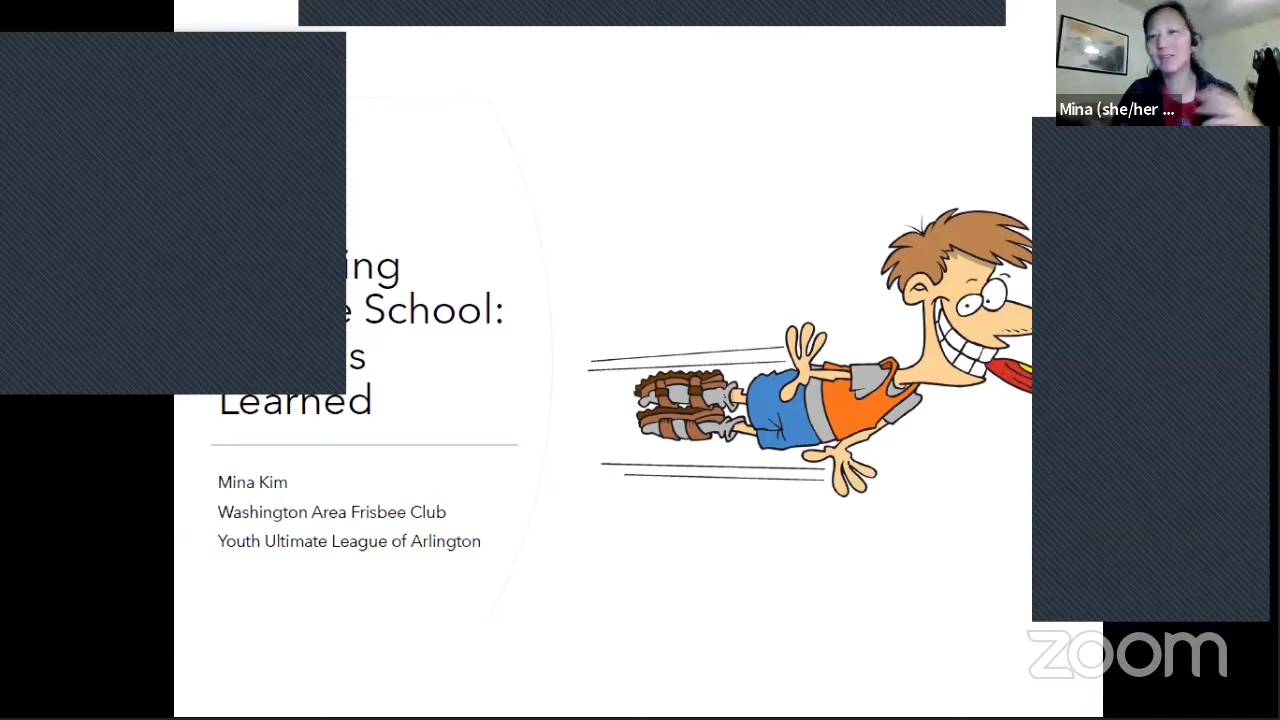 Mina (she/her ...
ing
e School:
s
Learned
Mina Kim
Washington Area Frisbee Club
Youth Ultimate League of Arlington
zoom